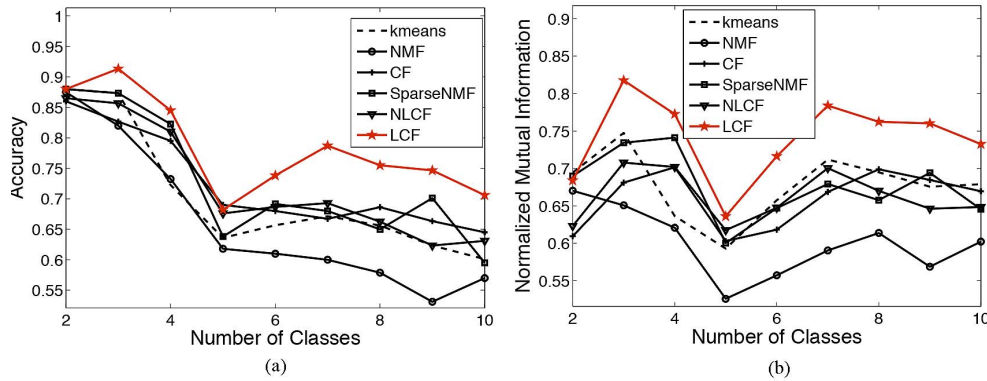 1
0.95
0.9
0.85
0.8
0.75
0.7
0.65
0.6
0.55
Accuracy
2
4
6
8
10
Number of Classes
kmeans
NMF
CF
SparseNMF
NLCF
LCF
(a)
0.9
0.85
0.8
0.75
0.7
0.65
0.6
0.55
Normalized Mutual Information
2
4
6
8
10
Number of Classes
kmeans
NMF
CF
SparseNMF
NLCF
LCF
(b)